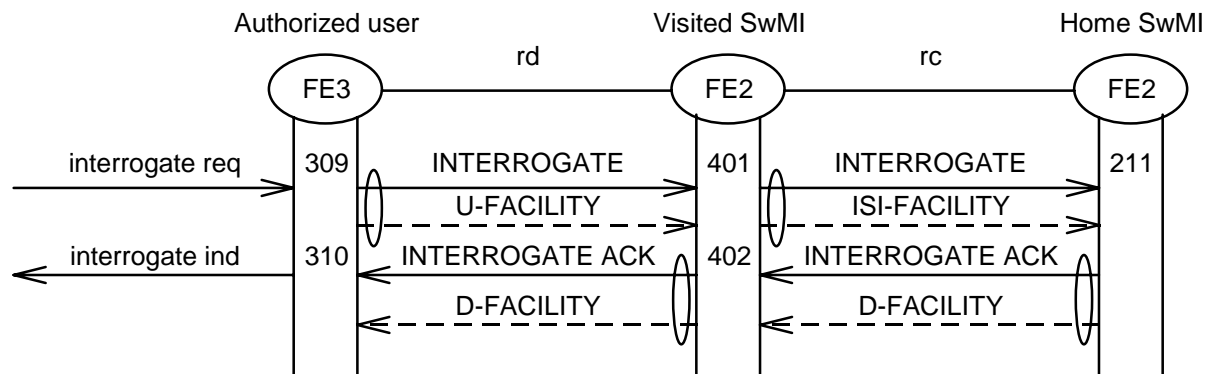 Authorized user Visited SwMI Home SwMI
rd rc
FE3 FE2 FE2
interrogate req 309 INTERROGATE 401 INTERROGATE 211
U-FACILITY ISI-FACILITY
interrogate ind 310 INTERROGATE ACK 402 INTERROGATE ACK
D-FACILITY D-FACILITY